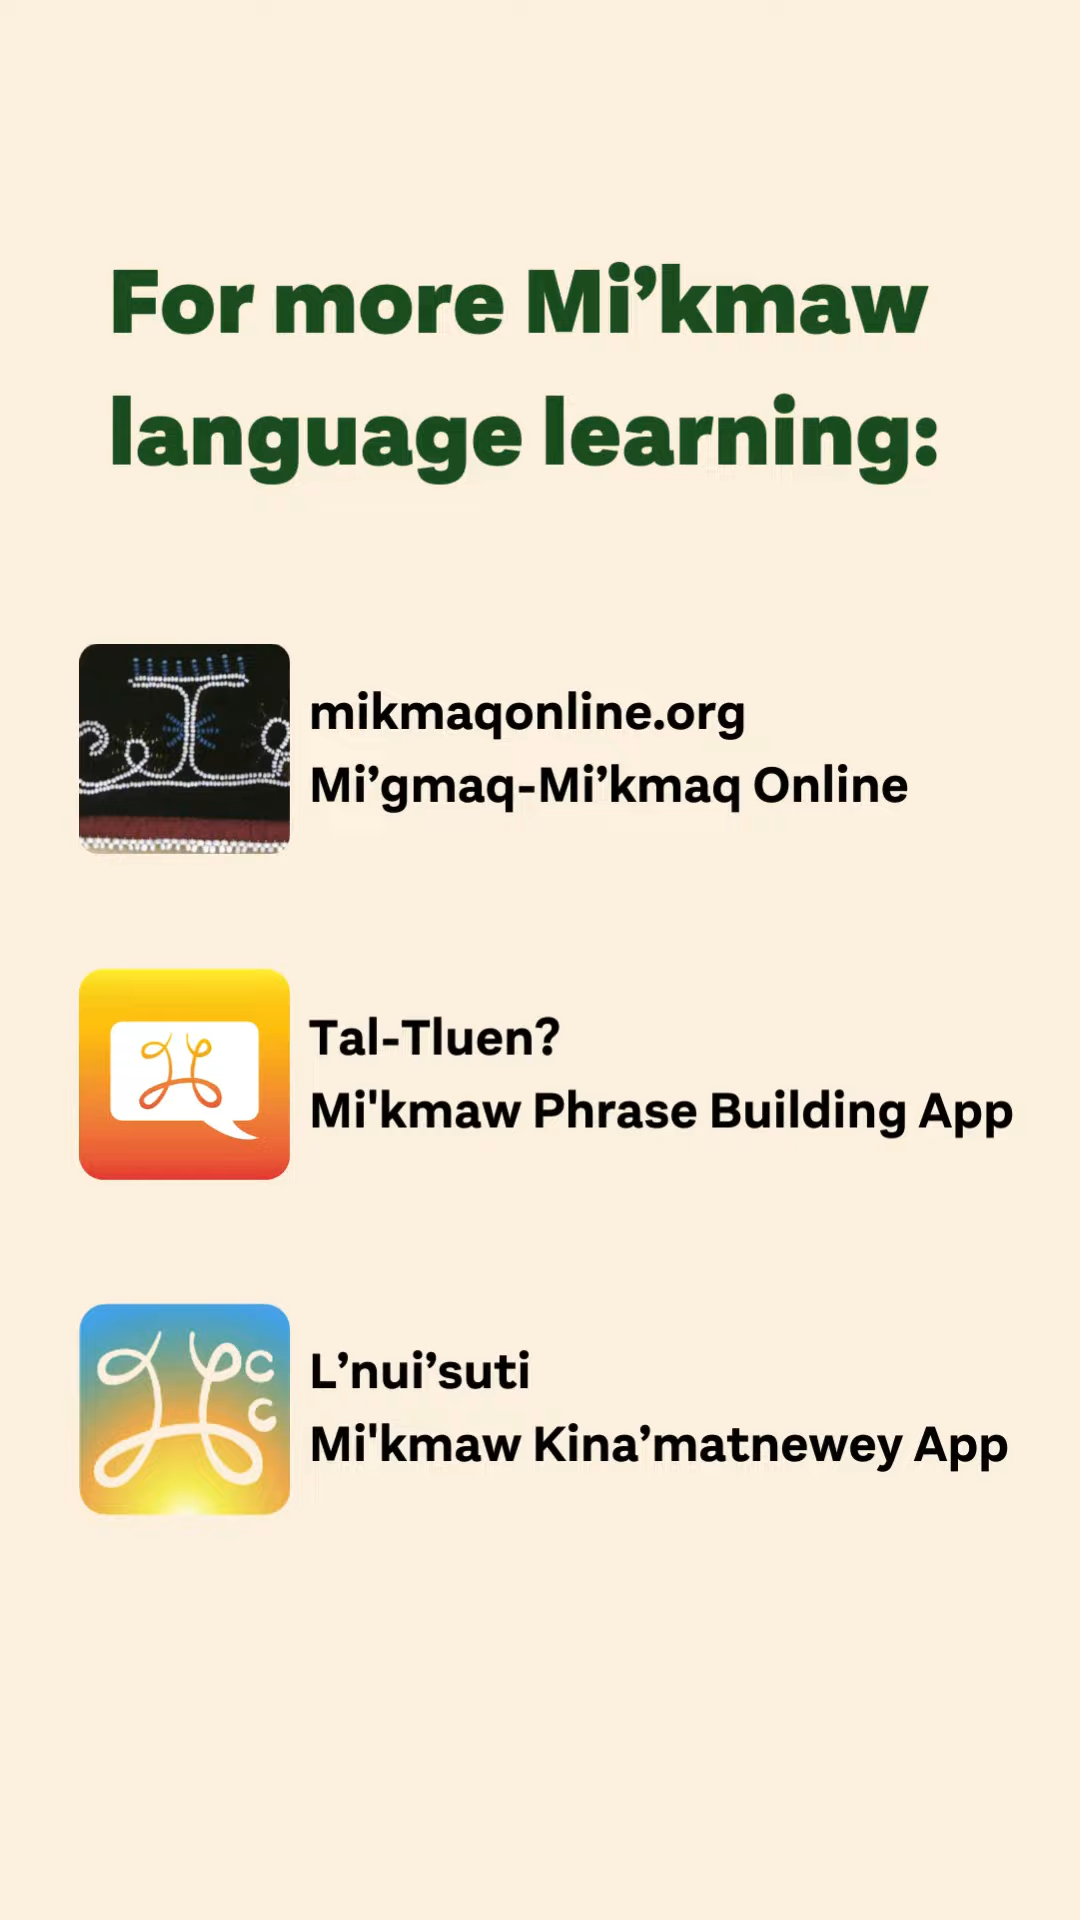 For more Mi’kmaw
language learning:
mikmaqonline.org
Mi’gmaq-Mi’kmaq Online
Tal-Tluen?
Mi'kmaw Phrase Building App
L’nui’suti
Mi'kmaw Kina’matnewey App